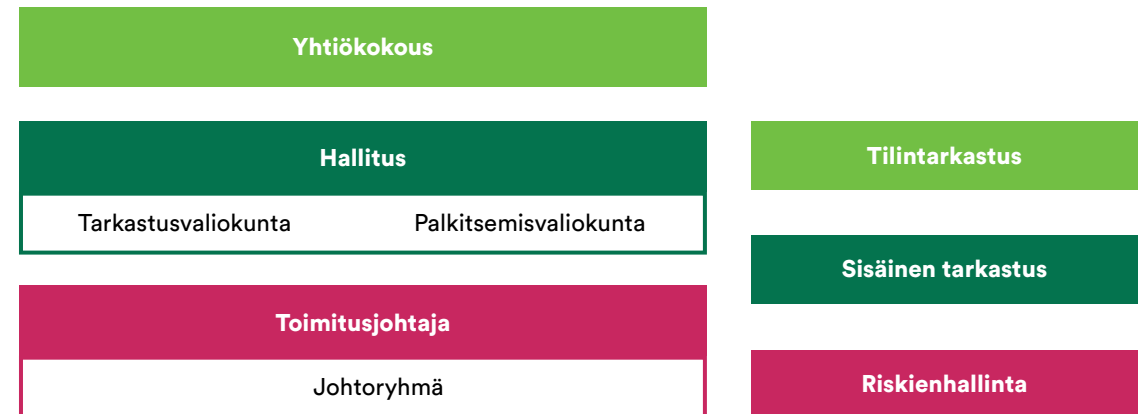 Yhtiökokous
Hallitus
Tarkastusvaliokunta Palkitsemisvaliokunta
Toimitusjohtaja
Johtoryhmä
Tilintarkastus
Sisäinen tarkastus
Riskienhallinta